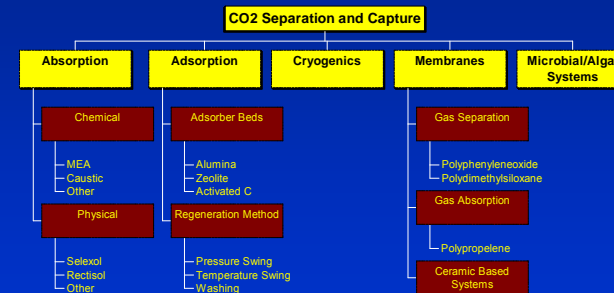 CO2 Separation and Capture
Absorption
Adsorption
Cryogenics
Membranes
Microbial/Algal
Systems
Chemical
MEA
Caustic
Other
Physical
Selexol
Rectisol
Other
Adsorber Beds
Alumina
Zeolite
Activated C
Regeneration Method
Pressure Swing
Temperature Swing
Washing
Gas Separation
Polyphenyleneoxide
Polydimethylsiloxane
Gas Absorption
Polypropelene
Ceramic Based
Systems